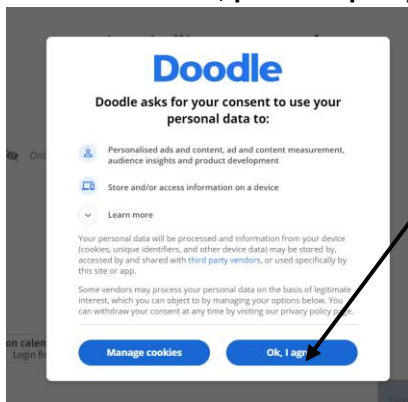 Doodle
Doodle asks for your consent to use your
personal data to:
Personalised ads and content, ad and content measurement,
audience insights and product development
Store and/or access information on a device
Learn more
Your personal data will be processed and information from your device
(cookies, unique identifiers, and other device data) may be stored by,
accessed by and shared with third party vendors, or used specifically by
this site or app.
Some vendors may process your personal data on the basis of legitimate
interest, which you can object to by managing your options below. You
can withdraw your consent at any time by visiting our privacy policy page.
on calen
Login fi
Manage cookies
Ok, I agree